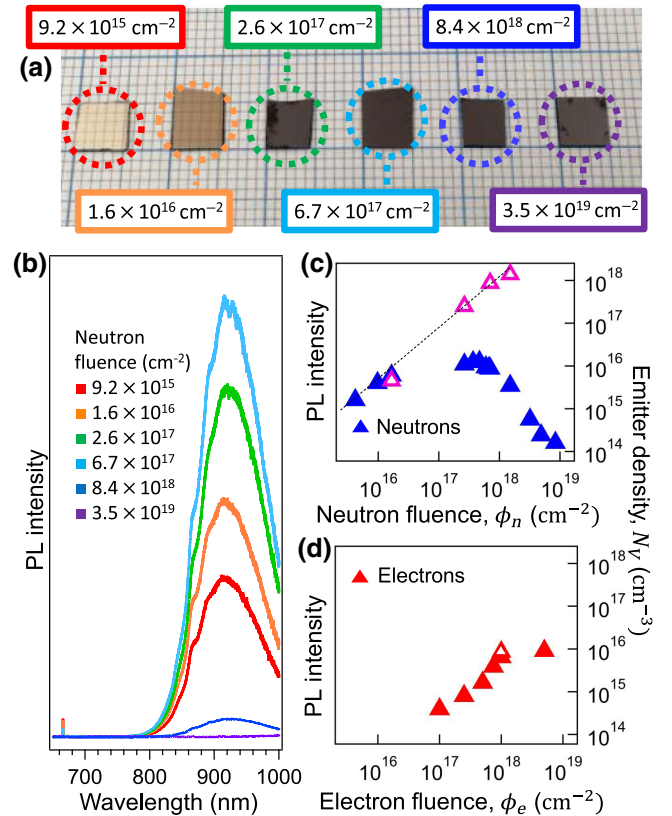 9.2 × 10¹⁵ cm⁻²
2.6 × 10¹⁷ cm⁻²
8.4 × 10¹⁸ cm⁻²
(a)
1.6 × 10¹⁶ cm⁻²
6.7 × 10¹⁷ cm⁻²
3.5 × 10¹⁹ cm⁻²
(b)
Neutron
fluence (cm⁻²)
9.2 × 10¹⁵
1.6 × 10¹⁶
2.6 × 10¹⁷
6.7 × 10¹⁷
8.4 × 10¹⁸
3.5 × 10¹⁹
PL intensity
700 800 900 1000
Wavelength (nm)
(c)
PL intensity
Neutrons
10¹⁸
10¹⁷
10¹⁶
10¹⁵
10¹⁴
10¹⁶ 10¹⁷ 10¹⁸ 10¹⁹
Neutron fluence, ϕₙ (cm⁻²)
Emitter density, N_V (cm⁻³)
(d)
PL intensity
Electrons
10¹⁸
10¹⁷
10¹⁶
10¹⁵
10¹⁴
10¹⁶ 10¹⁷ 10¹⁸ 10¹⁹
Electron fluence, ϕₑ (cm⁻²)